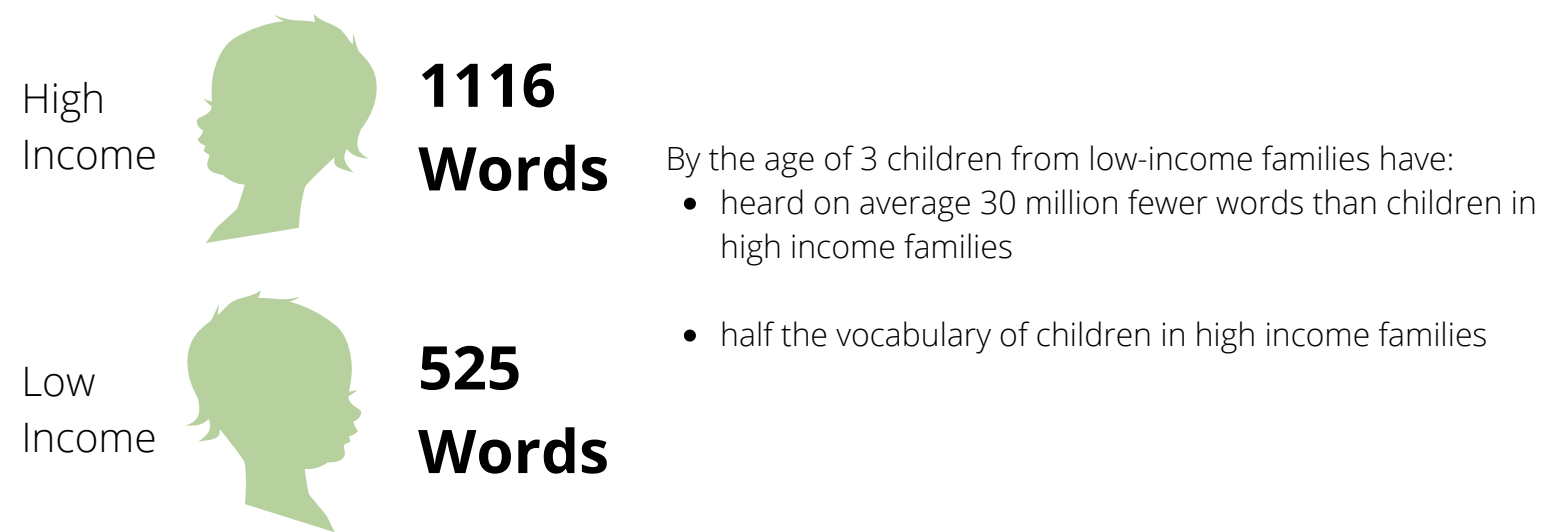 High
Income
1116
Words
By the age of 3 children from low-income families have:
• heard on average 30 million fewer words than children in
high income families
• half the vocabulary of children in high income families
Low
Income
525
Words